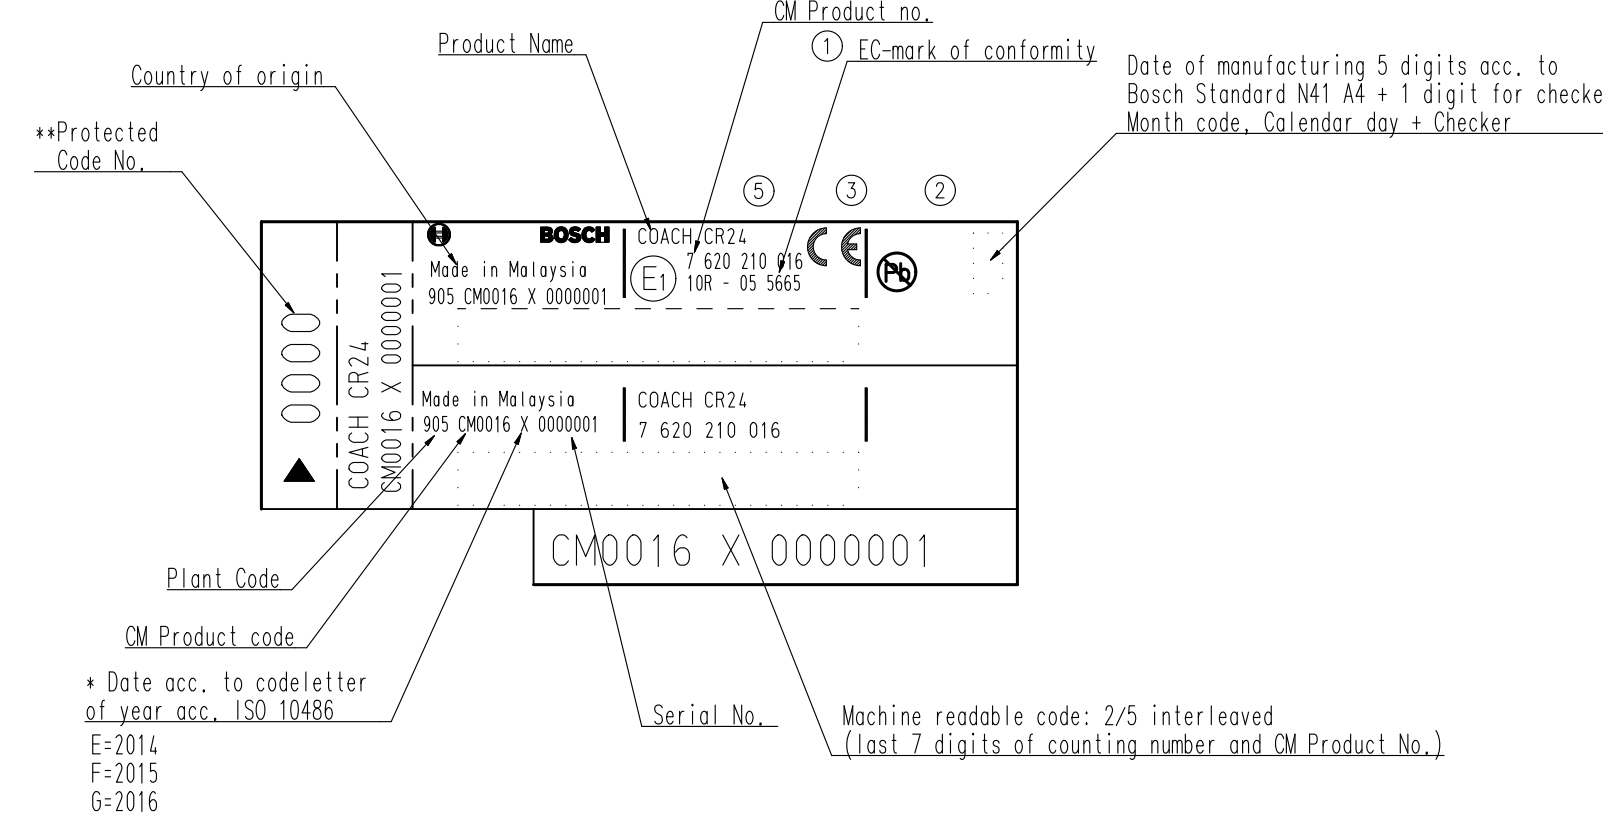 CM Product no.
Product Name
① EC-mark of conformity
Country of origin
Date of manufacturing 5 digits acc. to
Bosch Standard N41 A4 + 1 digit for checke
Month code, Calendar day + Checker
**Protected
Code No.
⑤ ③ ②
BOSCH
COACH CR24
CE
7 620 210 016
Pb
Made in Malaysia
E1
10R - 05 5665
905 CM0016 X 0000001
COACH CR24
CM0016 X 0000001
Made in Malaysia
COACH CR24
905 CM0016 X 0000001
7 620 210 016
CM0016 X 0000001
Plant Code
CM Product code
* Date acc. to codeletter
of year acc. ISO 10486
E=2014
F=2015
G=2016
Serial No.
Machine readable code: 2/5 interleaved
(last 7 digits of counting number and CM Product No.)